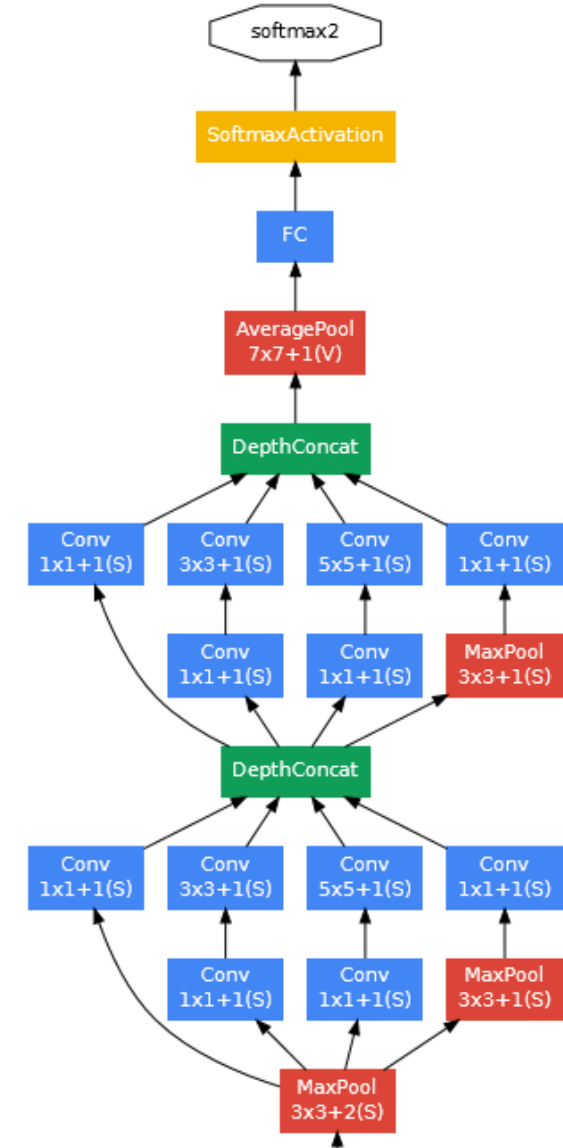 softmax2
SoftmaxActivation
FC
AveragePool
7x7+1(V)
DepthConcat
Conv
1x1+1(S)
Conv
3x3+1(S)
Conv
5x5+1(S)
Conv
1x1+1(S)
Conv
1x1+1(S)
Conv
1x1+1(S)
MaxPool
3x3+1(S)
DepthConcat
Conv
1x1+1(S)
Conv
3x3+1(S)
Conv
5x5+1(S)
Conv
1x1+1(S)
Conv
1x1+1(S)
Conv
1x1+1(S)
MaxPool
3x3+1(S)
MaxPool
3x3+2(S)